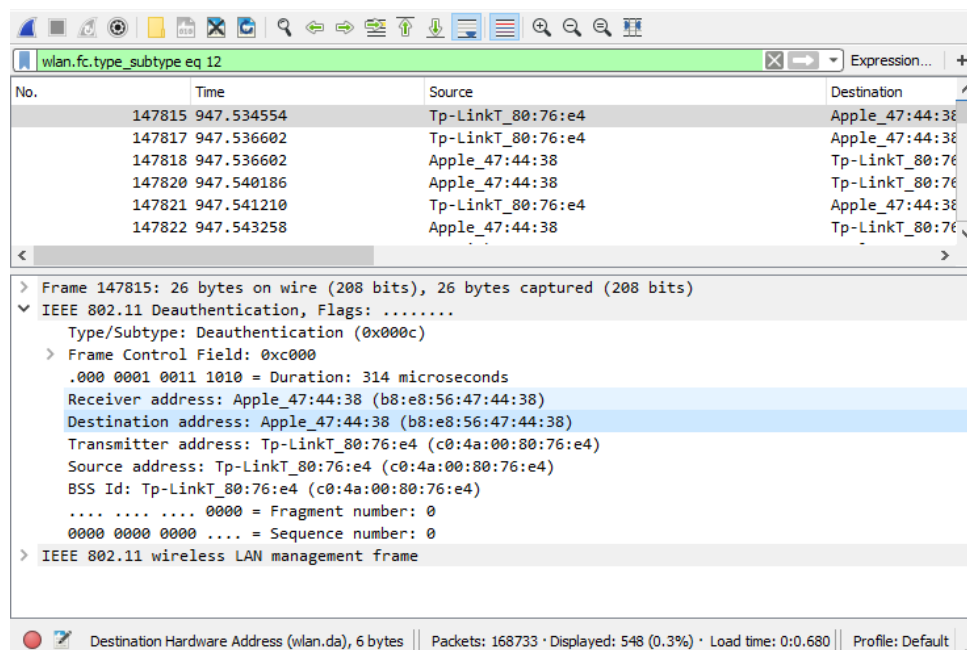 wlan.fc.type_subtype eq 12 Expression... +
No. Time Source Destination
147815 947.534554 Tp-LinkT_80:76:e4 Apple_47:44:38
147817 947.536602 Tp-LinkT_80:76:e4 Apple_47:44:38
147818 947.536602 Apple_47:44:38 Tp-LinkT_80:76
147820 947.540186 Apple_47:44:38 Tp-LinkT_80:76
147821 947.541210 Tp-LinkT_80:76:e4 Apple_47:44:38
147822 947.543258 Apple_47:44:38 Tp-LinkT_80:76
Frame 147815: 26 bytes on wire (208 bits), 26 bytes captured (208 bits)
IEEE 802.11 Deauthentication, Flags: ........
Type/Subtype: Deauthentication (0x000c)
Frame Control Field: 0xc000
.000 0001 0011 1010 = Duration: 314 microseconds
Receiver address: Apple_47:44:38 (b8:e8:56:47:44:38)
Destination address: Apple_47:44:38 (b8:e8:56:47:44:38)
Transmitter address: Tp-LinkT_80:76:e4 (c0:4a:00:80:76:e4)
Source address: Tp-LinkT_80:76:e4 (c0:4a:00:80:76:e4)
BSS Id: Tp-LinkT_80:76:e4 (c0:4a:00:80:76:e4)
.... .... .... 0000 = Fragment number: 0
0000 0000 0000 .... = Sequence number: 0
IEEE 802.11 wireless LAN management frame
Destination Hardware Address (wlan.da), 6 bytes Packets: 168733 · Displayed: 548 (0.3%) · Load time: 0:0.680 Profile: Default